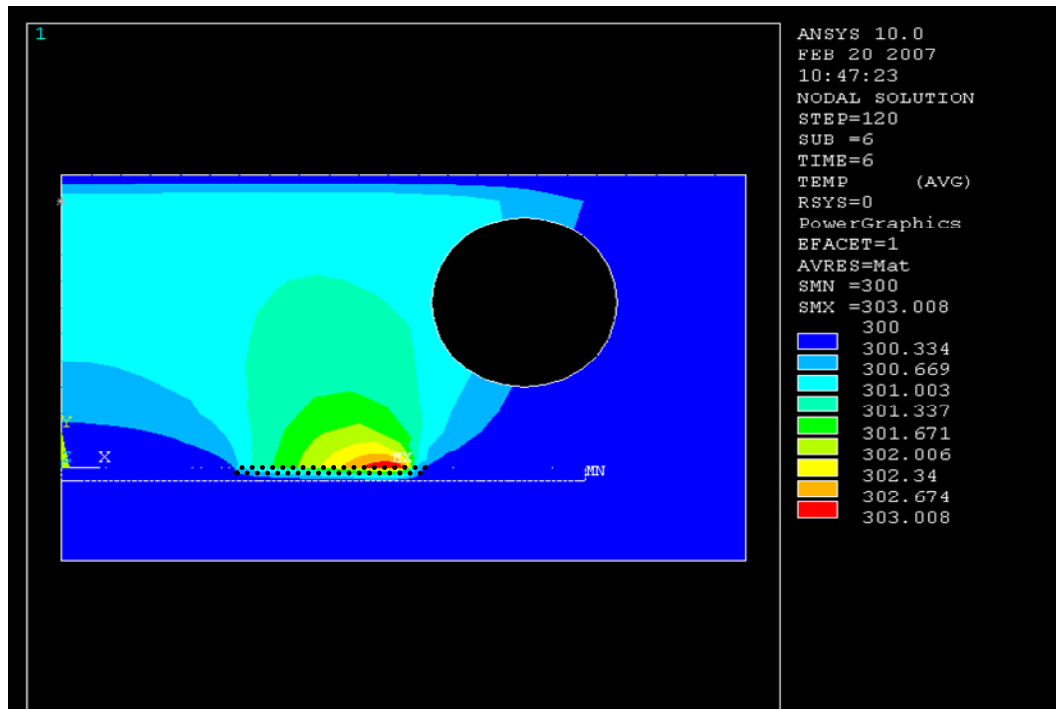 1
ANSYS 10.0
FEB 20 2007
10:47:23
NODAL SOLUTION
STEP=120
SUB =6
TIME=6
TEMP (AVG)
RSYS=0
PowerGraphics
EFACET=1
AVRES=Mat
SMN =300
SMX =303.008
300
300.334
300.669
301.003
301.337
301.671
302.006
302.34
302.674
303.008
Y
X
MX
MN